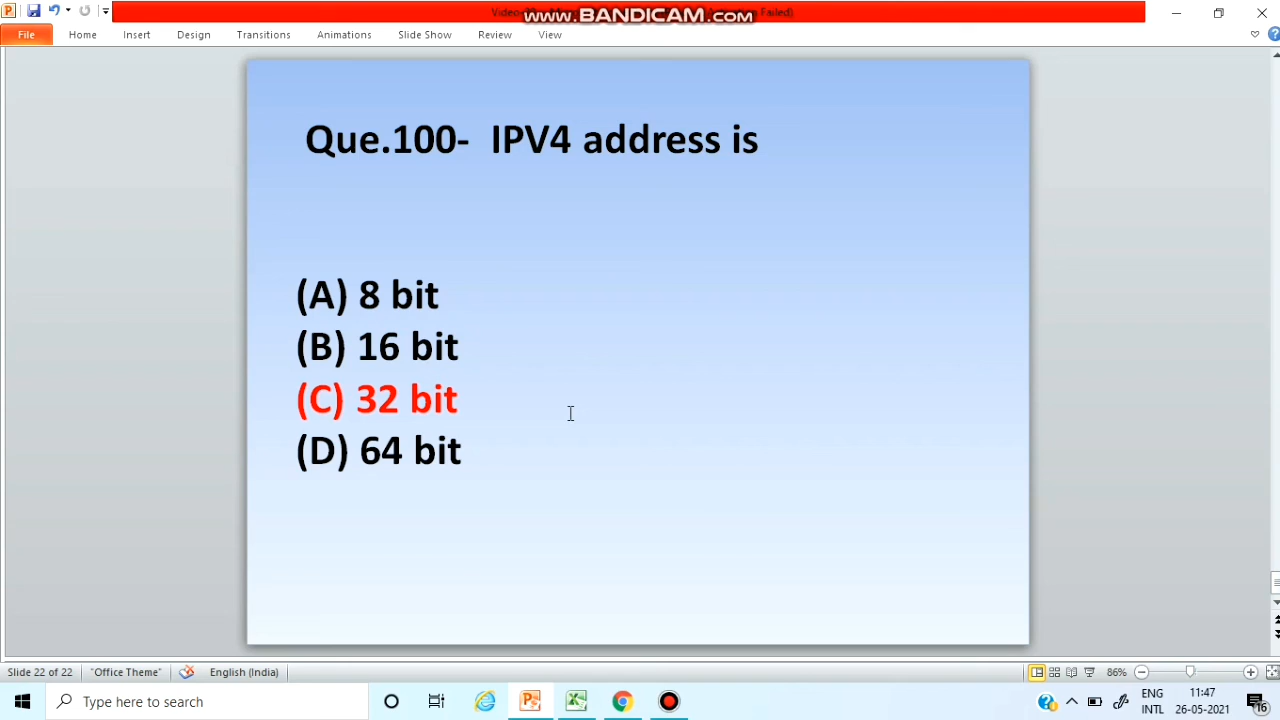 www.BANDICAM.com
File Home Insert Design Transitions Animations Slide Show Review View
Que.100- IPV4 address is
(A) 8 bit
(B) 16 bit
(C) 32 bit
(D) 64 bit
Slide 22 of 22 "Office Theme" English (India) 86%
Type here to search
ENG 11:47
INTL 26-05-2021 16